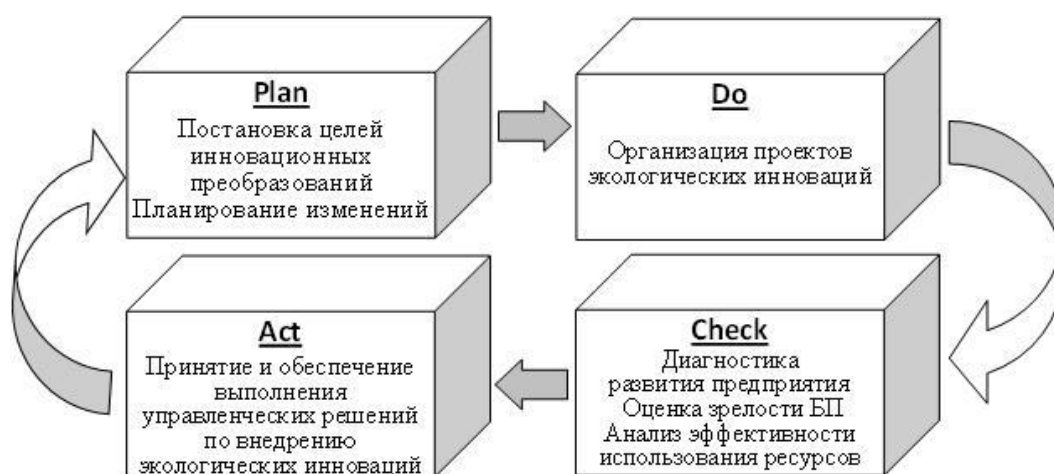 Plan
Постановка целей
инновационных
преобразований
Планирование изменений
Do
Организация проектов
экологических инноваций
Act
Принятие и обеспечение
выполнения
управленческих решений
по внедрению
экологических инноваций
Check
Диагностика
развития предприятия
Оценка зрелости БП
Анализ эффективности
использования ресурсов